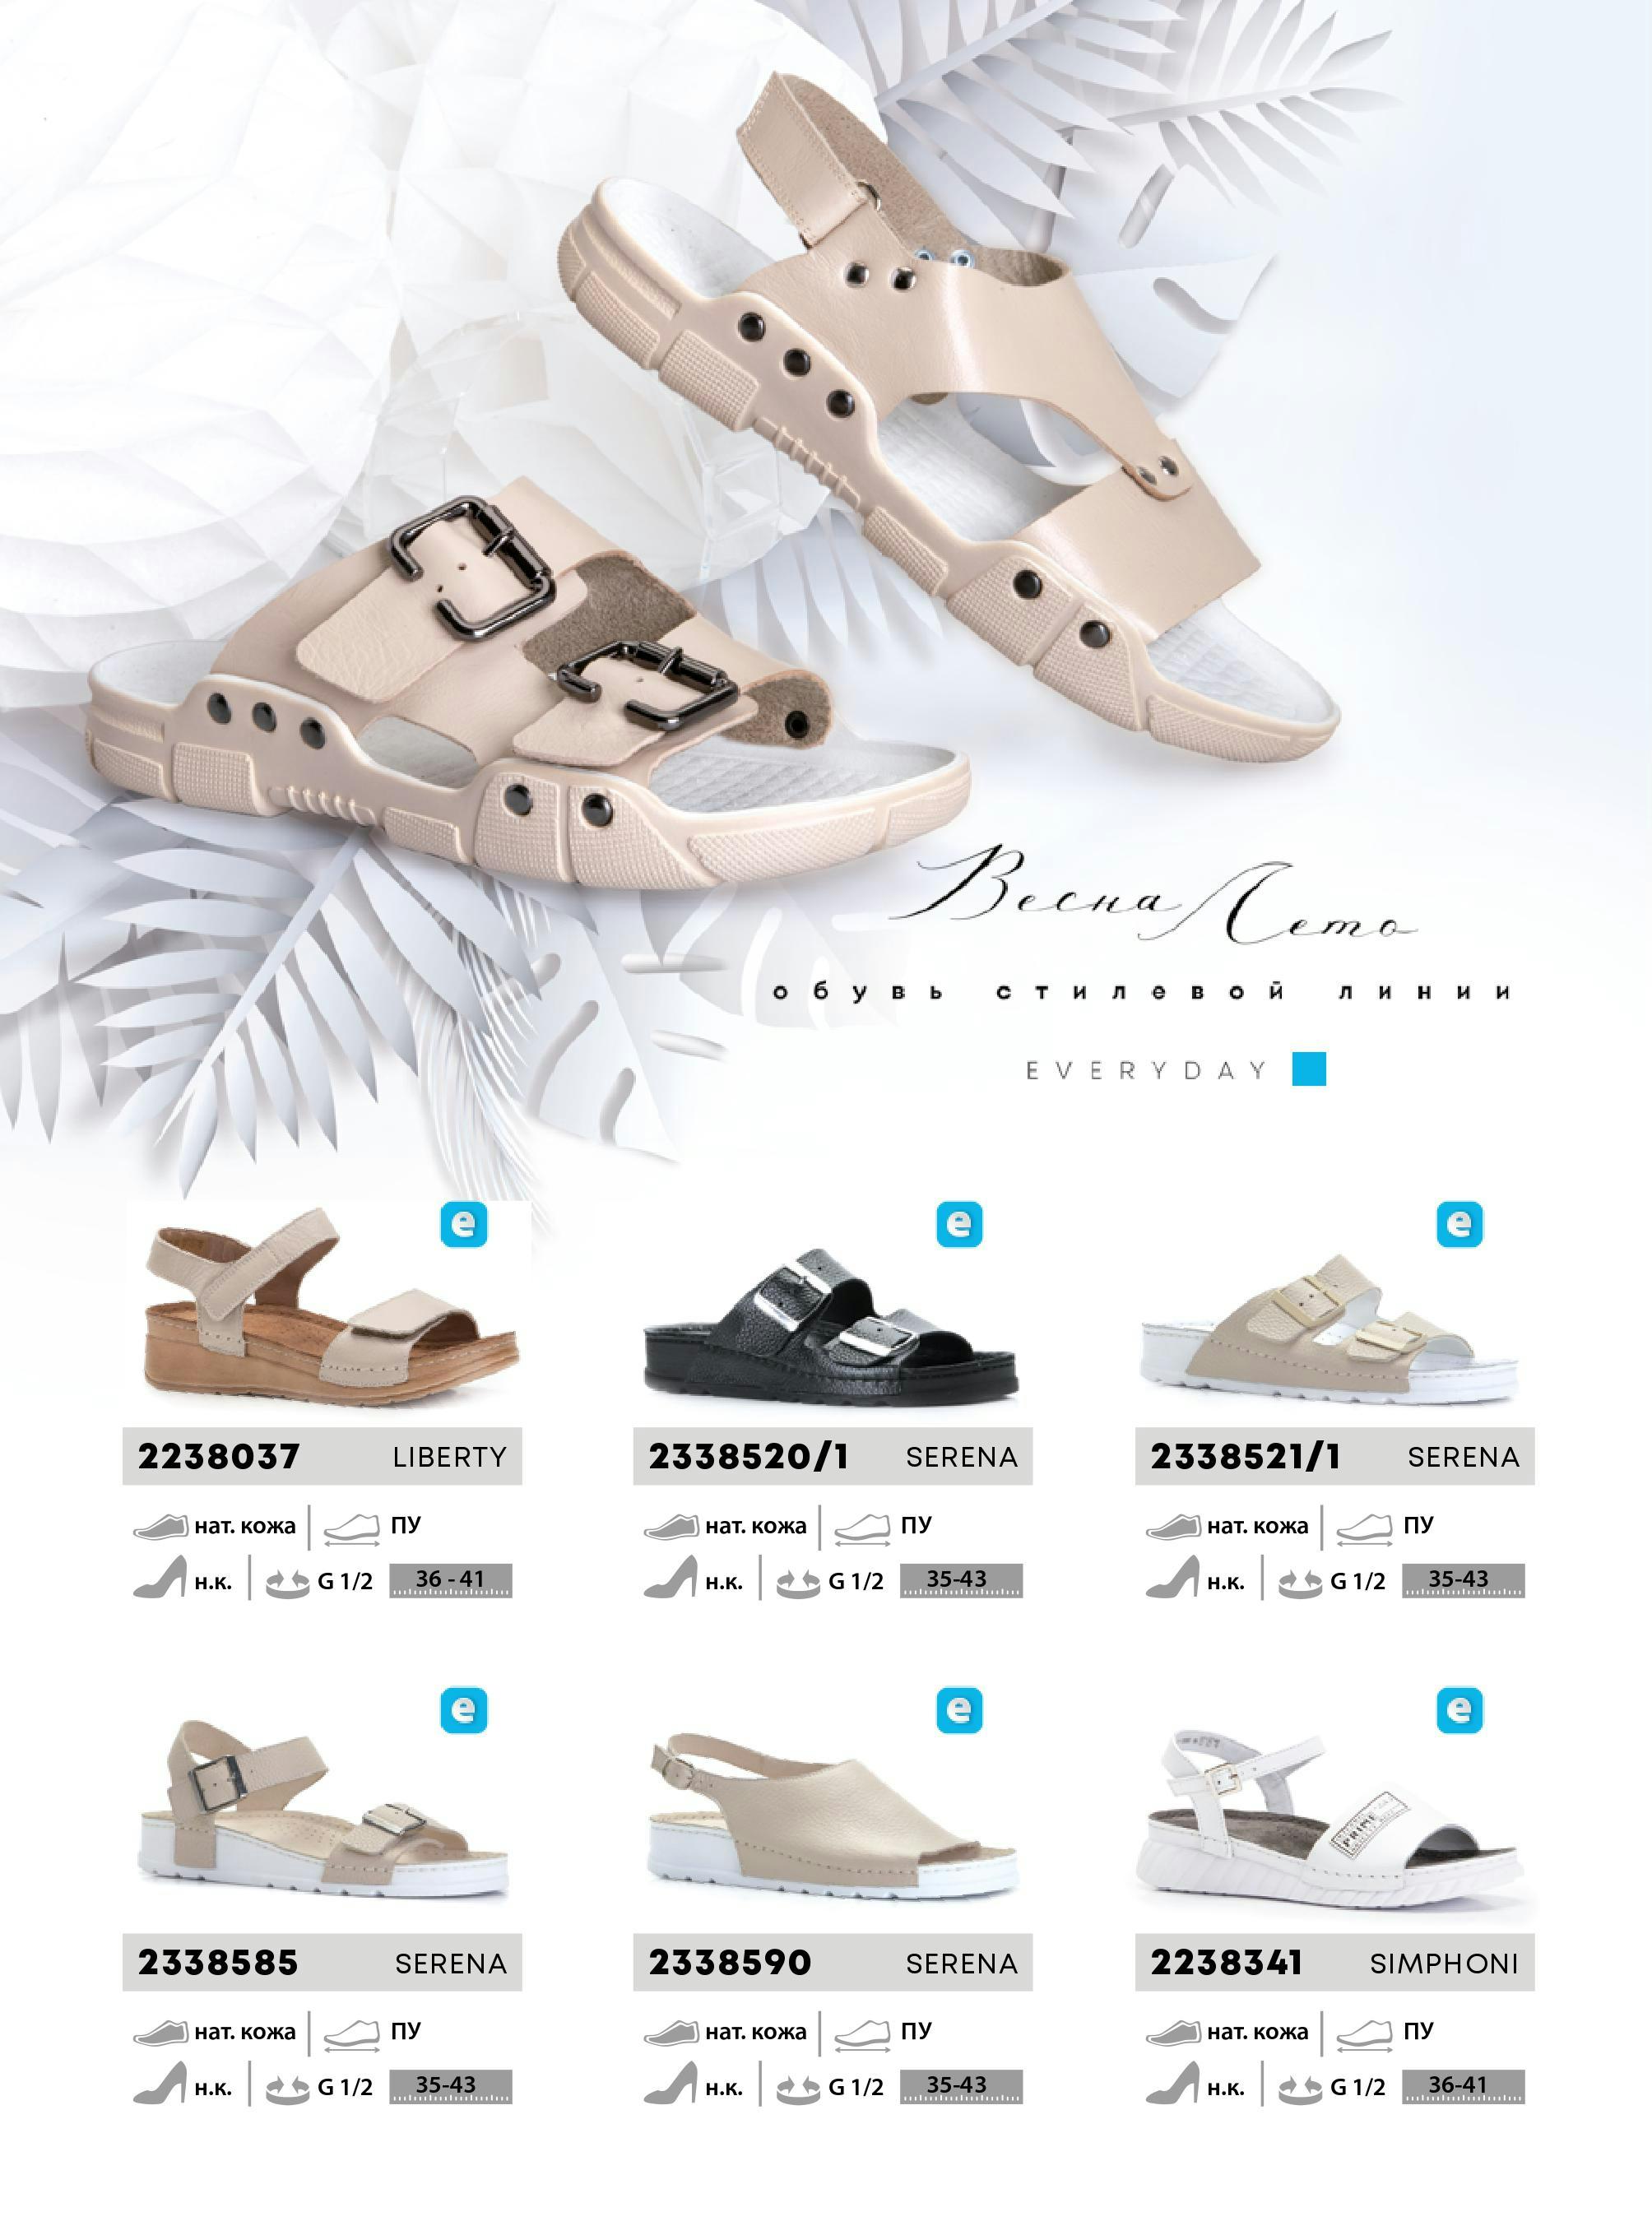 Весна Лето
обувь стилевой линии
EVERYDAY
e e e
2238037 LIBERTY 2338520/1 SERENA 2338521/1 SERENA
нат. кожа ПУ нат. кожа ПУ нат. кожа ПУ
н.к. G 1/2 36 - 41 н.к. G 1/2 35-43 н.к. G 1/2 35-43
e e e
PRIME
2338585 SERENA 2338590 SERENA 2238341 SIMPHONI
нат. кожа ПУ нат. кожа ПУ нат. кожа ПУ
н.к. G 1/2 35-43 н.к. G 1/2 35-43 н.к. G 1/2 36-41